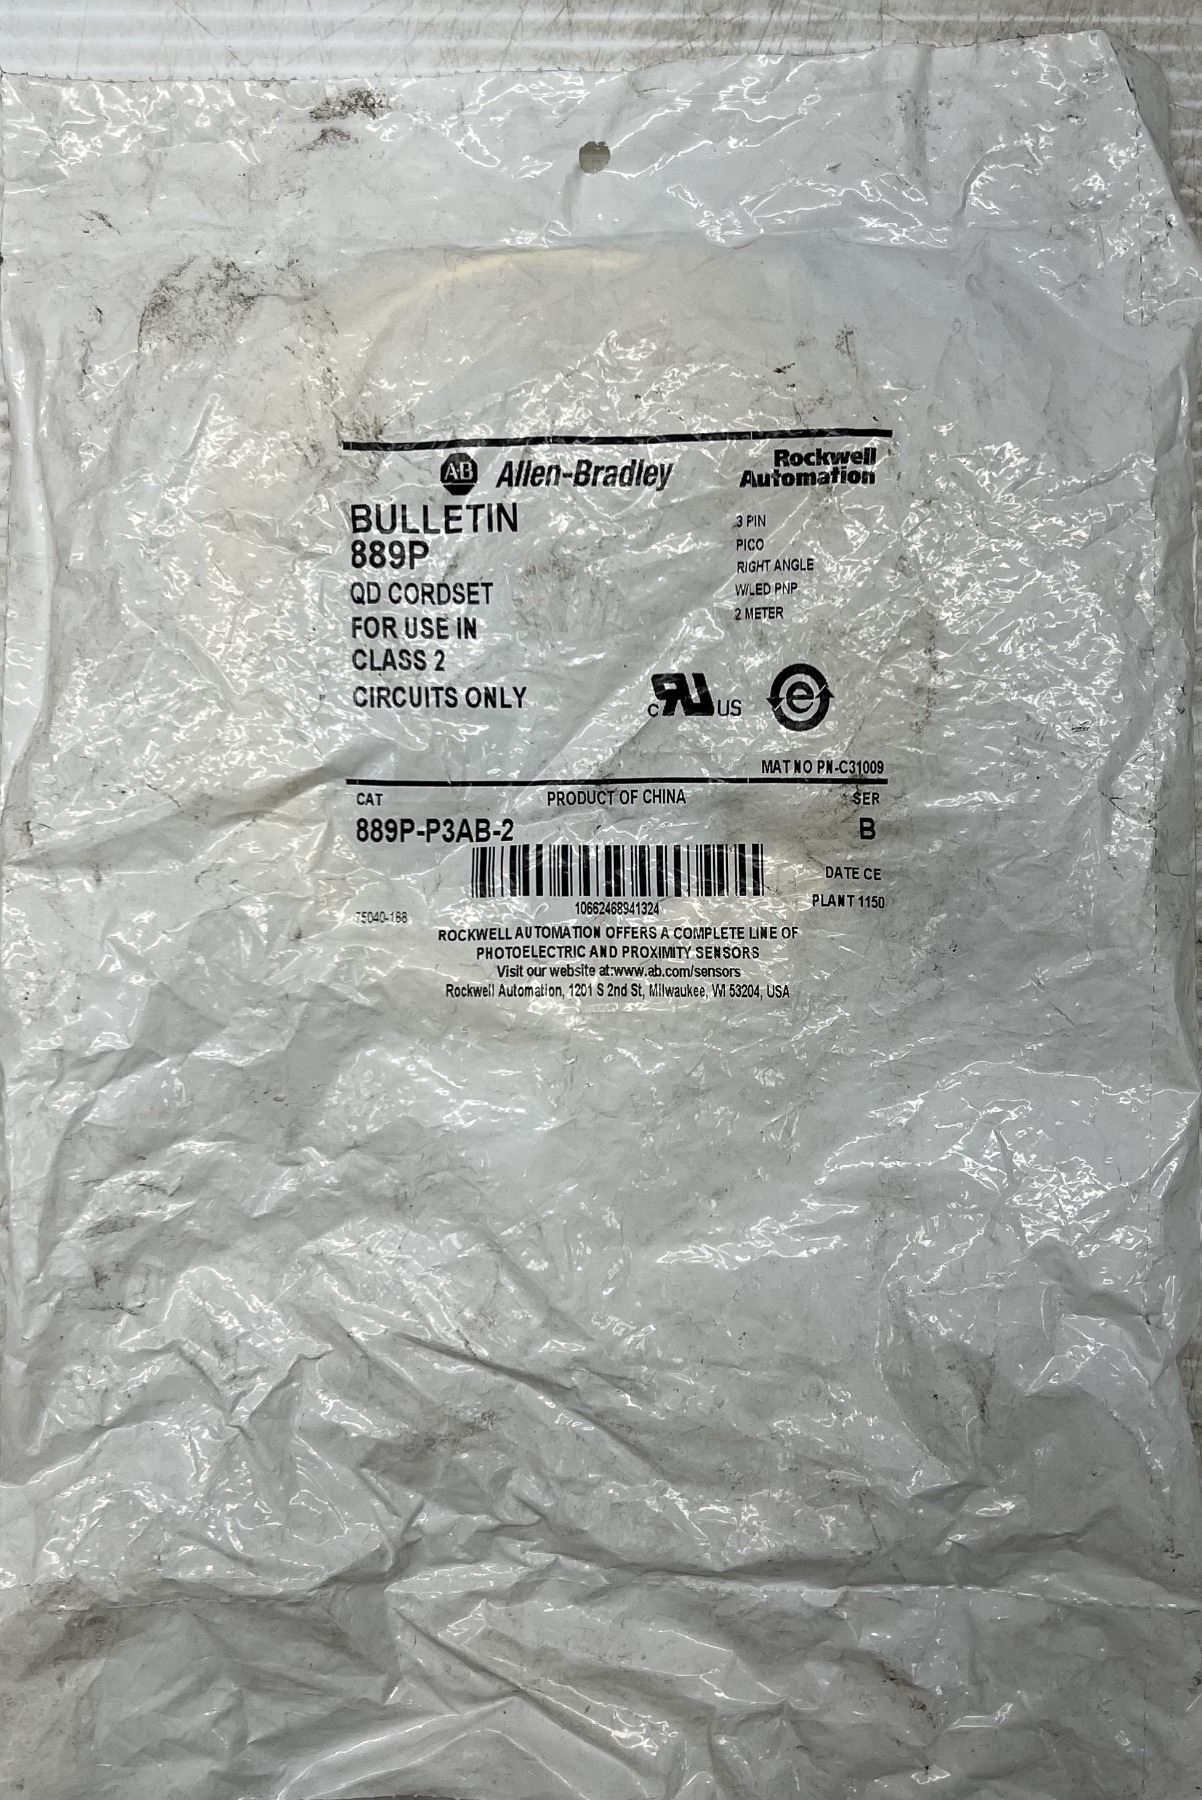 AB Allen-Bradley
Rockwell
Automation
BULLETIN
889P
QD CORDSET
FOR USE IN
CLASS 2
CIRCUITS ONLY
3 PIN
PICO
RIGHT ANGLE
W/LED PNP
2 METER
c RU US e
MAT NO PN-C31009
CAT PRODUCT OF CHINA SER
889P-P3AB-2 B
DATE CE
10662468941324
PLANT 1150
75040-188
ROCKWELL AUTOMATION OFFERS A COMPLETE LINE OF
PHOTOELECTRIC AND PROXIMITY SENSORS
Visit our website at:www.ab.com/sensors
Rockwell Automation, 1201 S 2nd St, Milwaukee, WI 53204, USA